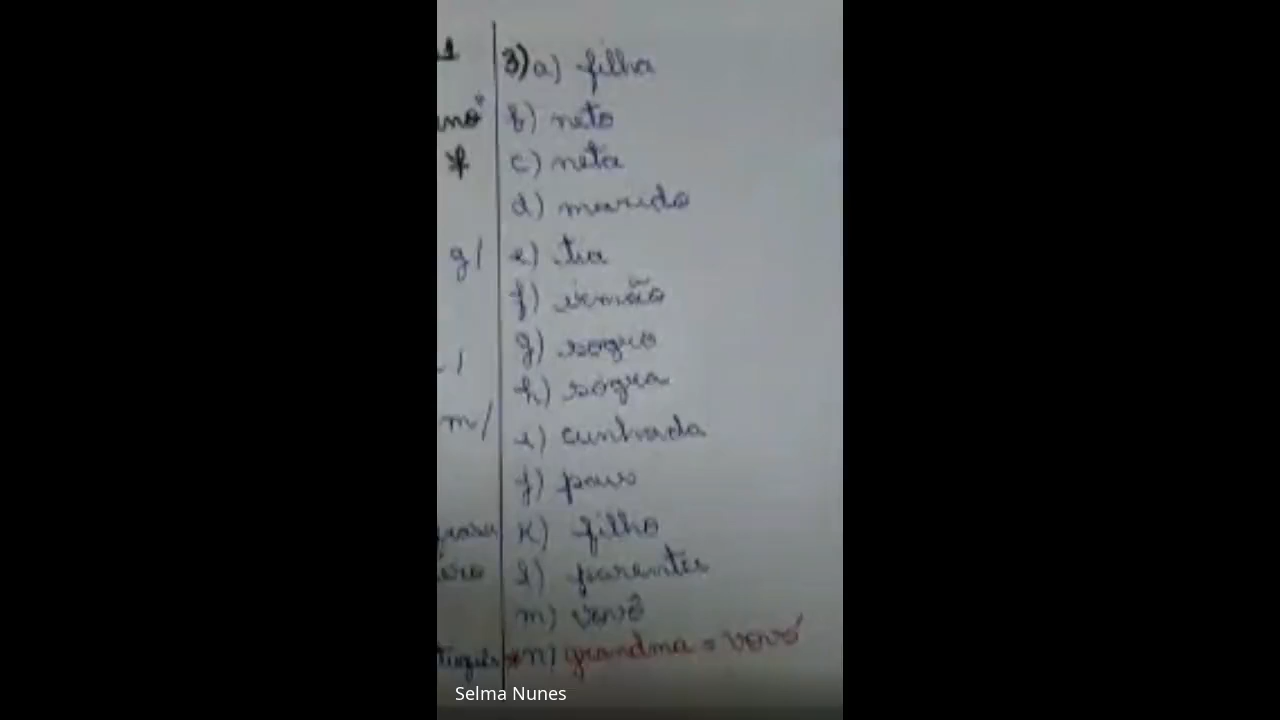 3) a) filha
b) neto
c) neta
d) marido
g/ e) tia
f) irmão
g) sogro
h) sogra
m/ i) cunhada
j) pais
k) filho
l) parentes
m) vovô
n) grandma = vovó
Selma Nunes